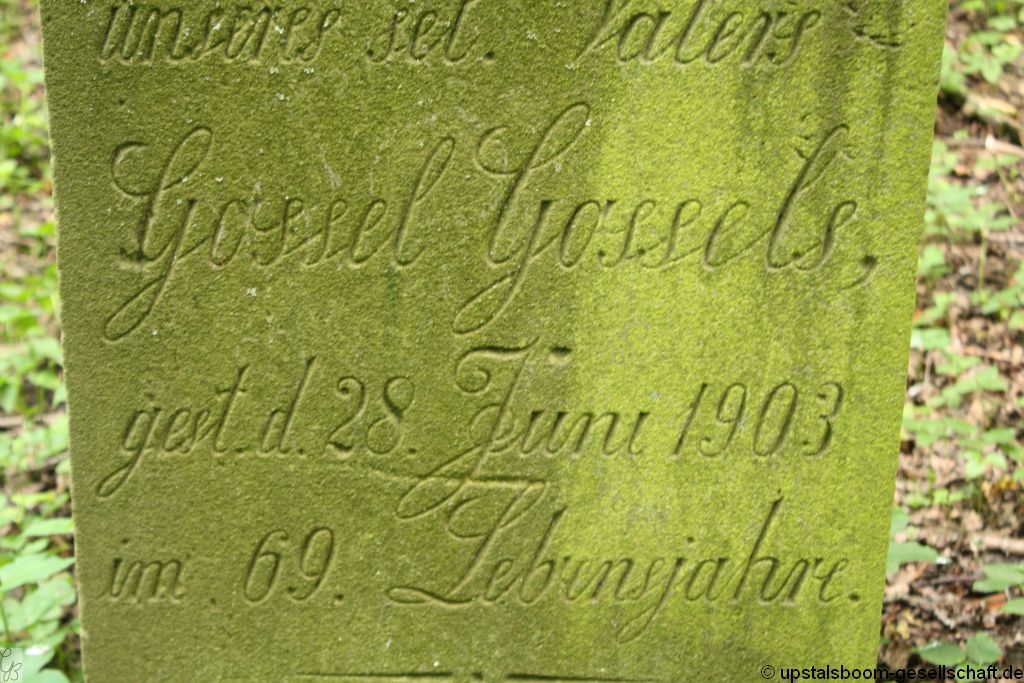 unseres sel. Vaters
Gossel Gossels,
gest. d. 28. Juni 1903
im 69. Lebensjahre.
© upstalsboom-gesellschaft.de